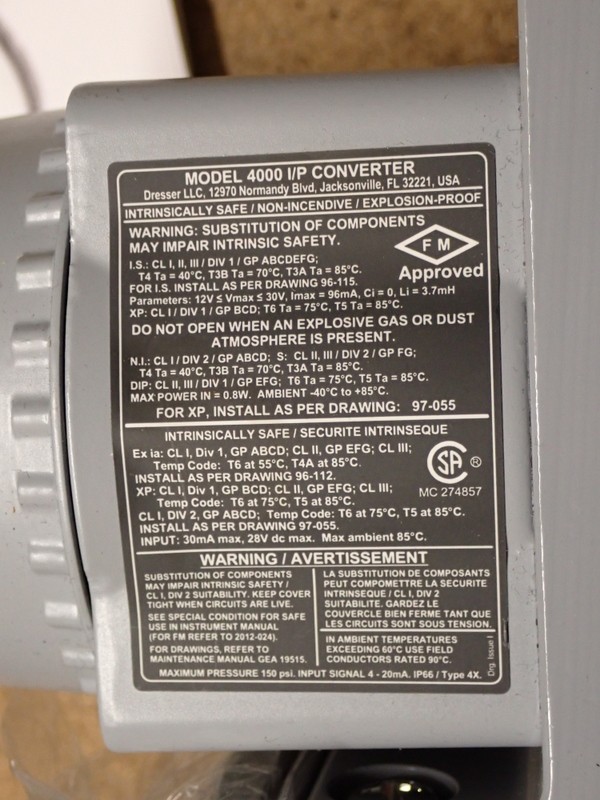 MODEL 4000 I/P CONVERTER
Dresser LLC, 12970 Normandy Blvd, Jacksonville, FL 32221, USA
INTRINSICALLY SAFE / NON-INCENDIVE / EXPLOSION-PROOF
WARNING: SUBSTITUTION OF COMPONENTS
MAY IMPAIR INTRINSIC SAFETY.
FM
Approved
I.S.: CL I, II, III / DIV 1 / GP ABCDEFG;
T4 Ta = 40°C, T3B Ta = 70°C, T3A Ta = 85°C.
FOR I.S. INSTALL AS PER DRAWING 96-115.
Parameters: 12V ≤ Vmax ≤ 30V, Imax = 96mA, Ci = 0, Li = 3.7mH
XP: CL I / DIV 1 / GP BCD; T6 Ta = 75°C, T5 Ta = 85°C.
DO NOT OPEN WHEN AN EXPLOSIVE GAS OR DUST
ATMOSPHERE IS PRESENT.
N.I.: CL I / DIV 2 / GP ABCD; S: CL II, III / DIV 2 / GP FG;
T4 Ta = 40°C, T3B Ta = 70°C, T3A Ta = 85°C.
DIP: CL II, III / DIV 1 / GP EFG; T6 Ta = 75°C, T5 Ta = 85°C.
MAX POWER IN = 0.8W. AMBIENT -40°C to +85°C.
FOR XP, INSTALL AS PER DRAWING: 97-055
INTRINSICALLY SAFE / SECURITE INTRINSEQUE
Ex ia: CL I, Div 1, GP ABCD; CL II, GP EFG; CL III;
Temp Code: T6 at 55°C, T4A at 85°C.
INSTALL AS PER DRAWING 96-112.
XP: CL I, Div 1, GP BCD; CL II, GP EFG; CL III;
Temp Code: T6 at 75°C, T5 at 85°C.
CL I, DIV 2, GP ABCD; Temp Code: T6 at 75°C, T5 at 85°C.
INSTALL AS PER DRAWING 97-055.
INPUT: 30mA max, 28V dc max. Max ambient 85°C.
SA ®
MC 274857
WARNING / AVERTISSEMENT
SUBSTITUTION OF COMPONENTS
MAY IMPAIR INTRINSIC SAFETY /
CL I, DIV 2 SUITABILITY. KEEP COVER
TIGHT WHEN CIRCUITS ARE LIVE.
SEE SPECIAL CONDITION FOR SAFE
USE IN INSTRUMENT MANUAL
(FOR FM REFER TO 2012-024).
FOR DRAWINGS, REFER TO
MAINTENANCE MANUAL GEA 19515.
LA SUBSTITUTION DE COMPOSANTS
PEUT COMPOMETTRE LA SECURITE
INTRINSEQUE / CL I, DIV 2
SUITABILITE. GARDEZ LE
COUVERCLE BIEN FERME TANT QUE
LES CIRCUITS SONT SOUS TENSION.
IN AMBIENT TEMPERATURES
EXCEEDING 60°C USE FIELD
CONDUCTORS RATED 90°C.
Drg. Issue I
MAXIMUM PRESSURE 150 psi. INPUT SIGNAL 4 - 20mA. IP66 / Type 4X.